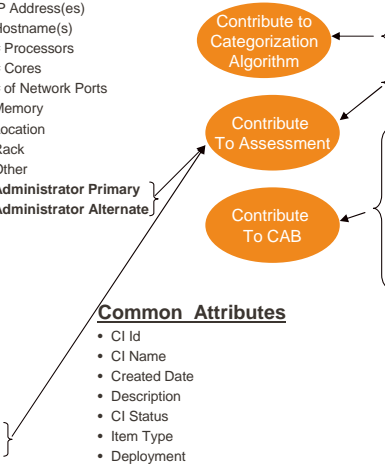 P Address(es)
Hostname(s)
Processors
Cores
of Network Ports
Memory
Location
Rack
Other
Administrator Primary
Administrator Alternate
Contribute to
Categorization
Algorithm
Contribute
To Assessment
Contribute
To CAB
Common Attributes
• CI Id
• CI Name
• Created Date
• Description
• CI Status
• Item Type
• Deployment